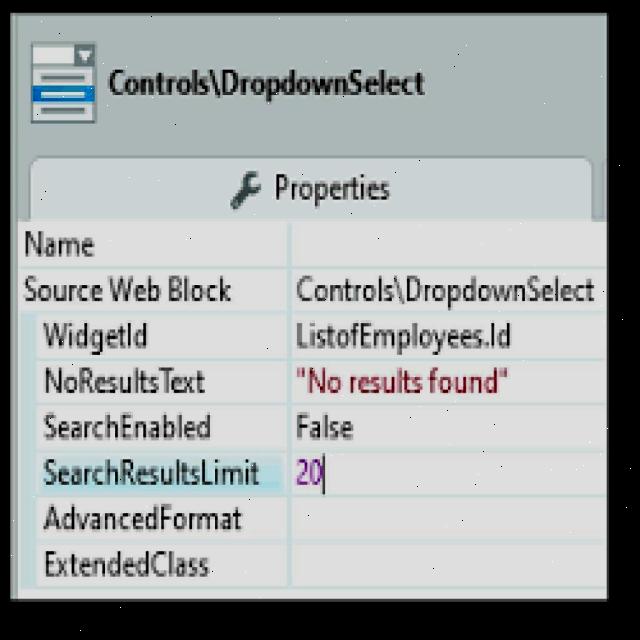 Controls\DropdownSelect
Properties
Name
Source Web Block Controls\DropdownSelect
WidgetId ListofEmployees.Id
NoResultsText "No results found"
SearchEnabled False
SearchResultsLimit 20
AdvancedFormat
ExtendedClass